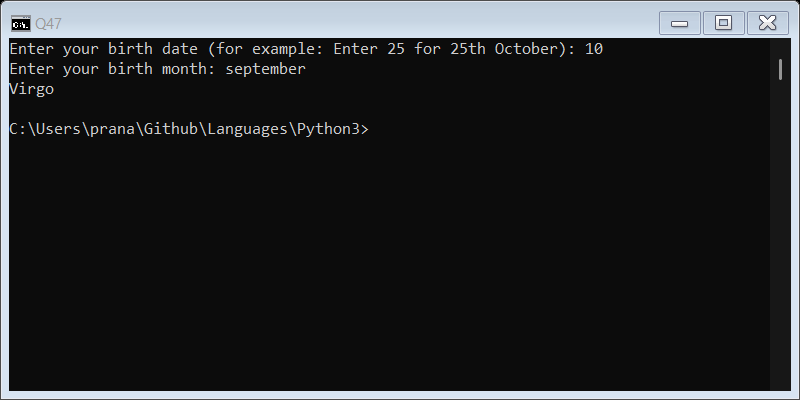 Q47
Enter your birth date (for example: Enter 25 for 25th October): 10
Enter your birth month: september
Virgo
C:\Users\prana\Github\Languages\Python3>